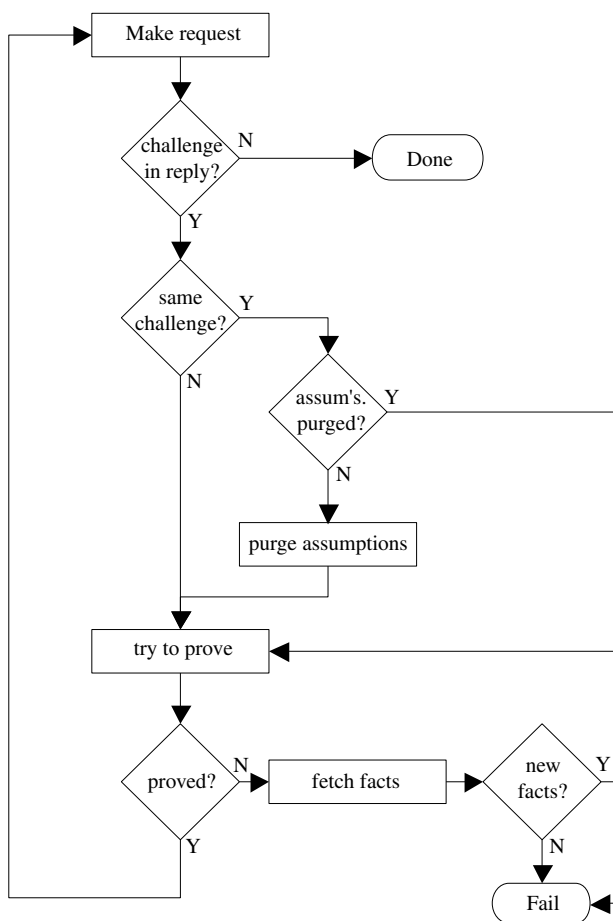 Make request
challenge
in reply?
N
Done
Y
same
challenge?
Y
N
assum's.
purged?
Y
N
purge assumptions
try to prove
proved?
N
fetch facts
new
facts?
Y
Y
N
Fail